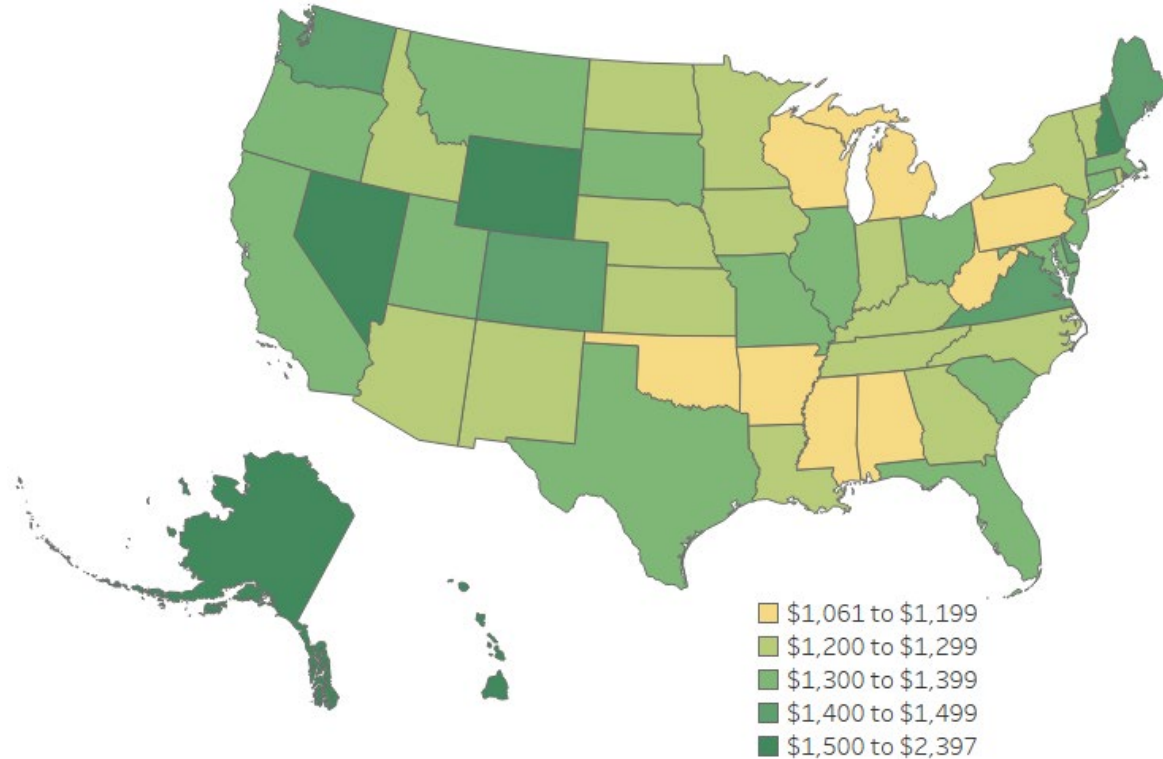 $1,061 to $1,199
$1,200 to $1,299
$1,300 to $1,399
$1,400 to $1,499
$1,500 to $2,397